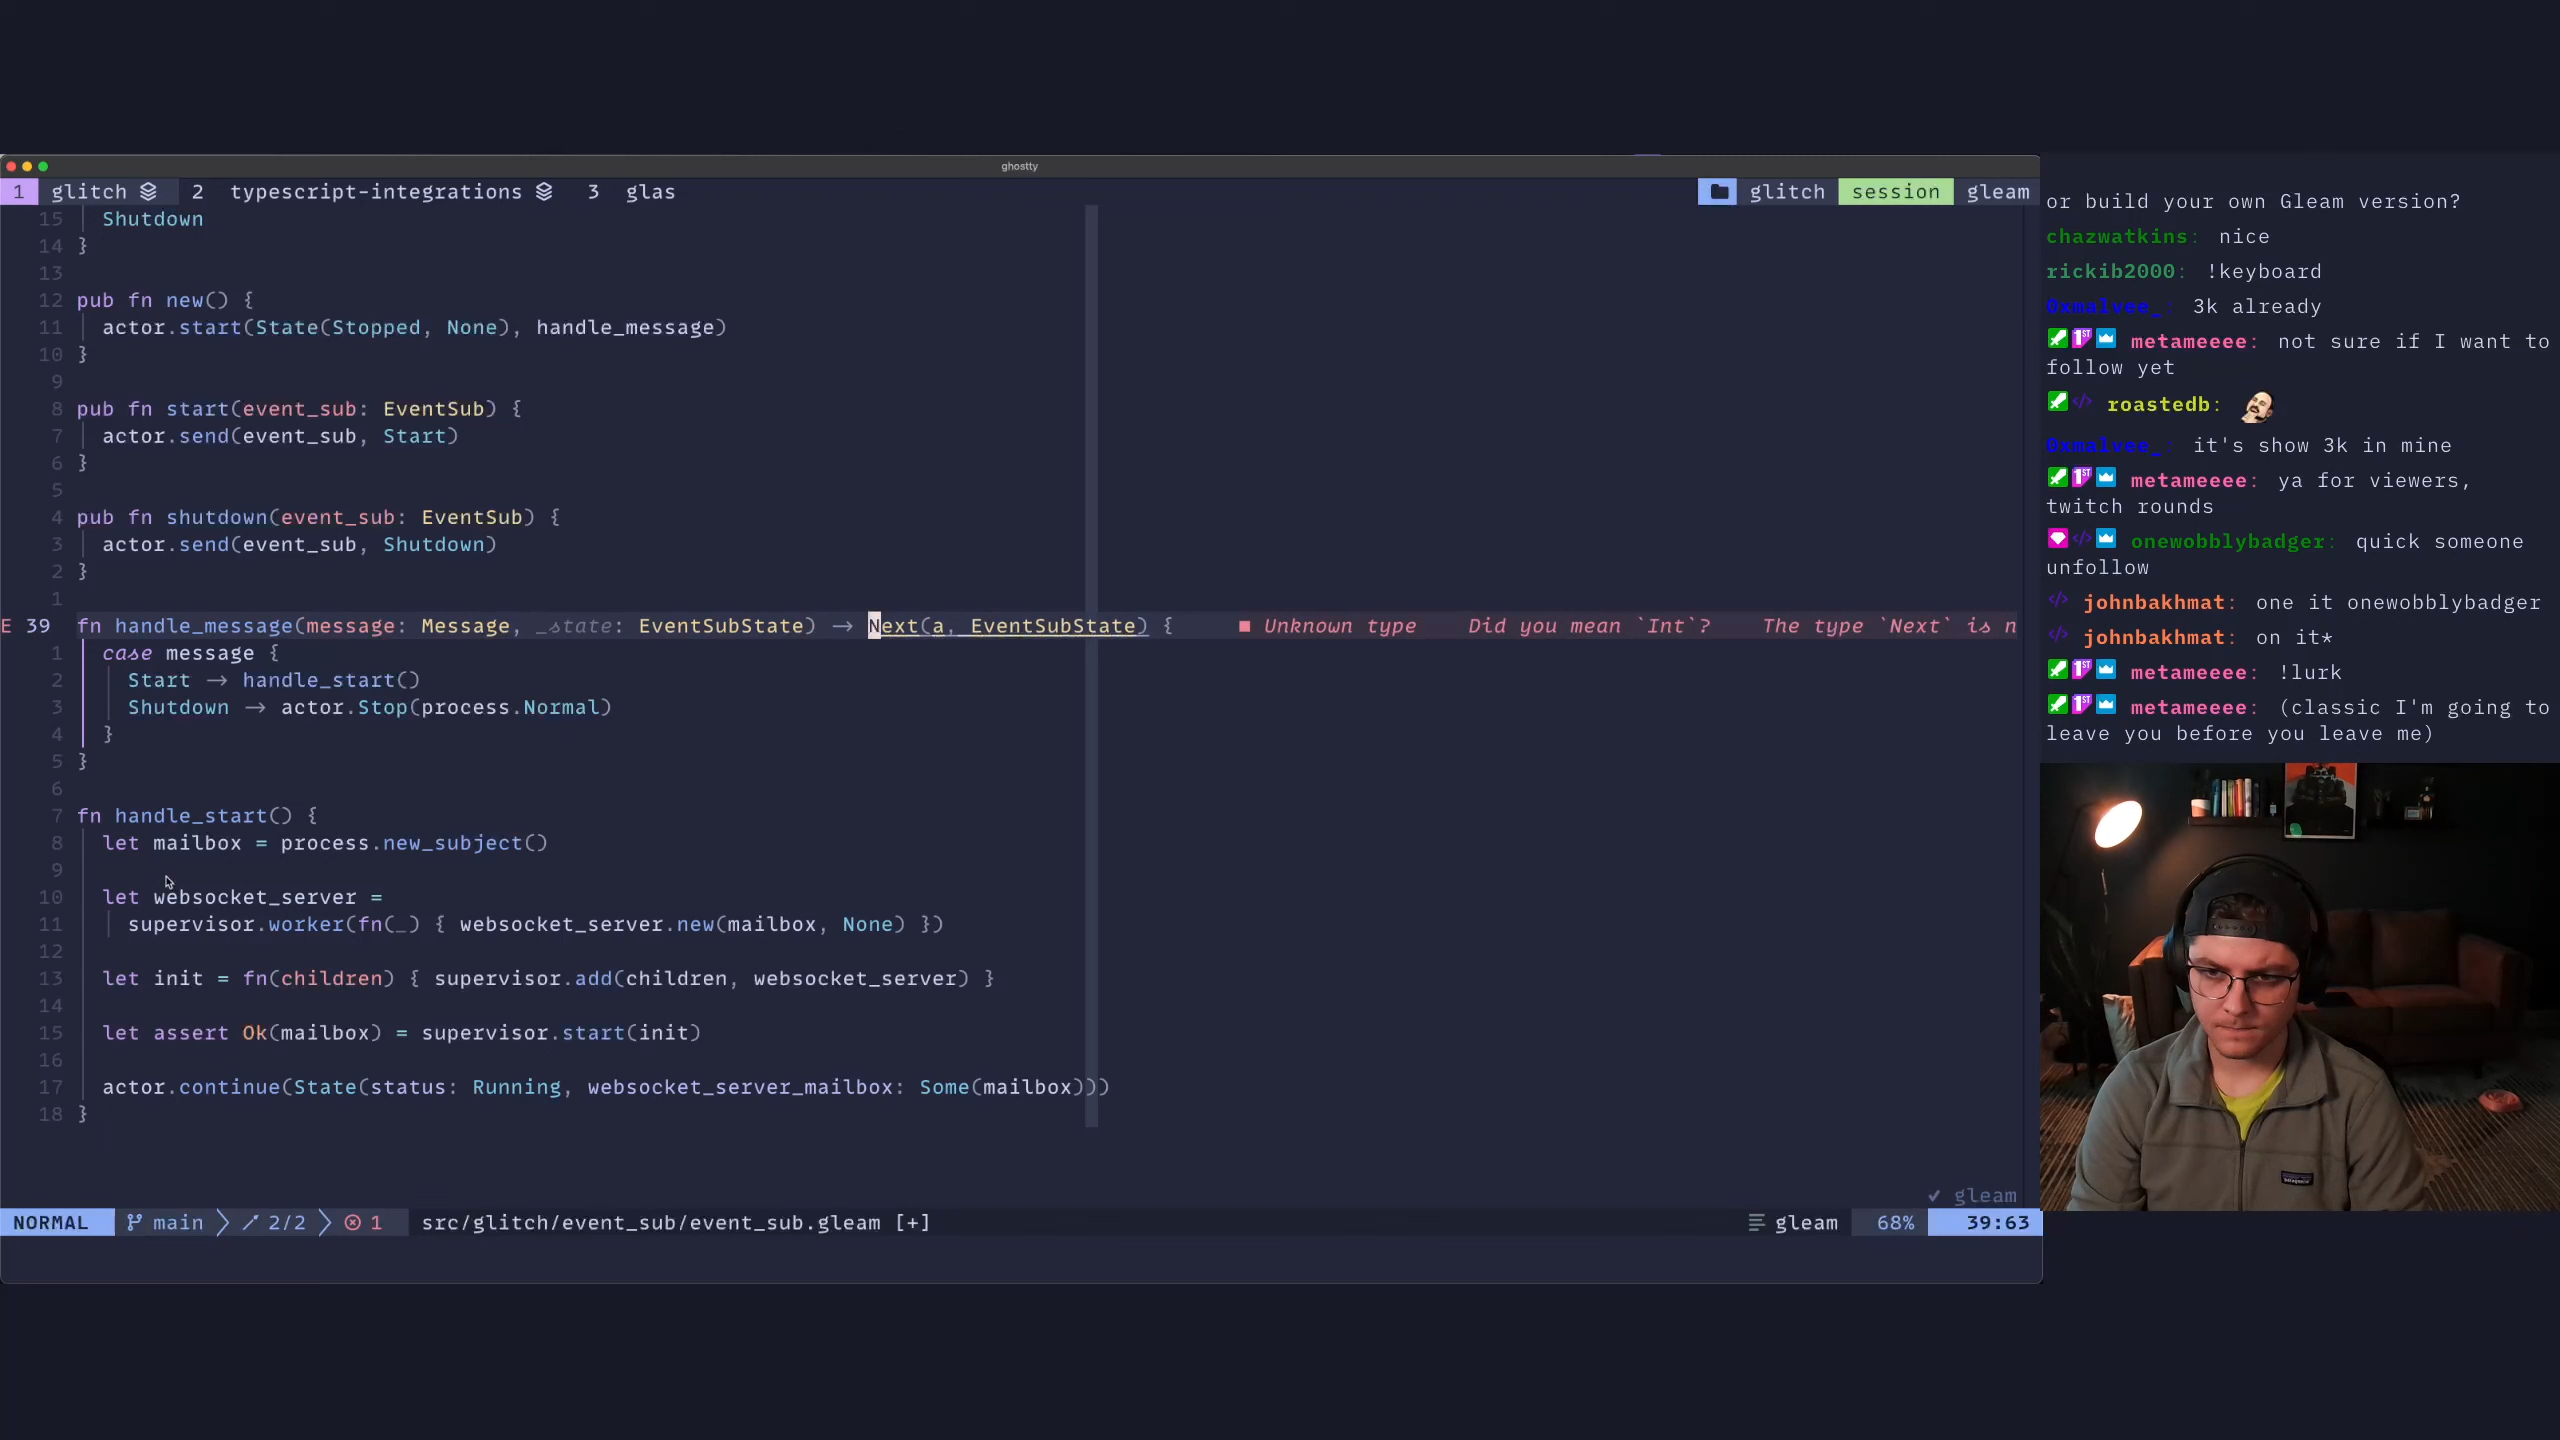 ghostty
1 glitch 2 typescript-integrations 3 glas
glitch session gleam
15 Shutdown
14 }
13
12 pub fn new() {
11 actor.start(State(Stopped, None), handle_message)
10 }
9
8 pub fn start(event_sub: EventSub) {
7 actor.send(event_sub, Start)
6 }
5
4 pub fn shutdown(event_sub: EventSub) {
3 actor.send(event_sub, Shutdown)
2 }
1
E 39 fn handle_message(message: Message, _state: EventSubState) -> Next(a, EventSubState) { ■ Unknown type Did you mean `Int`? The type `Next` is n
1 case message {
2 Start -> handle_start()
3 Shutdown -> actor.Stop(process.Normal)
4 }
5 }
6
7 fn handle_start() {
8 let mailbox = process.new_subject()
9
10 let websocket_server =
11 supervisor.worker(fn(_) { websocket_server.new(mailbox, None) })
12
13 let init = fn(children) { supervisor.add(children, websocket_server) }
14
15 let assert Ok(mailbox) = supervisor.start(init)
16
17 actor.continue(State(status: Running, websocket_server_mailbox: Some(mailbox)))
18 }
✓ gleam
NORMAL main 2/2 1 src/glitch/event_sub/event_sub.gleam [+] gleam 68% 39:63
or build your own Gleam version?
chazwatkins: nice
rickib2000: !keyboard
0xmalvee_: 3k already
metameeee: not sure if I want to
follow yet
roastedb:
0xmalvee_: it's show 3k in mine
metameeee: ya for viewers,
twitch rounds
onewobblybadger: quick someone
unfollow
johnbakhmat: one it onewobblybadger
johnbakhmat: on it*
metameeee: !lurk
metameeee: (classic I'm going to
leave you before you leave me)